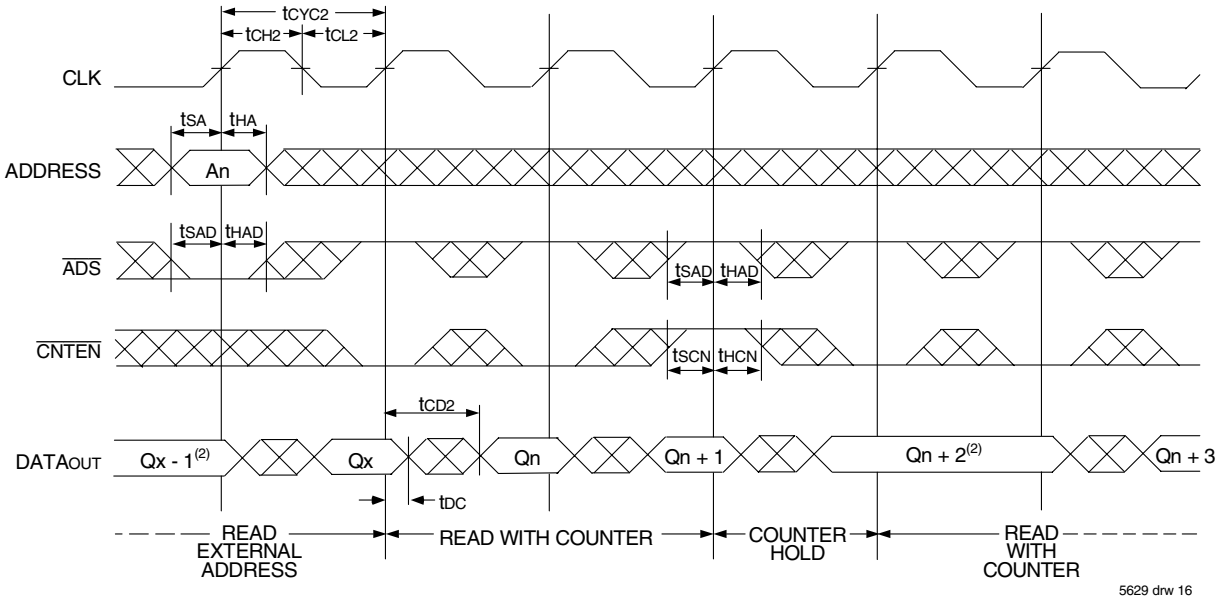 tCYC2
tCH2 tCL2
CLK
tSA tHA
ADDRESS An
tSAD tHAD
ADS tSAD tHAD
CNTEN tSCN tHCN
tCD2
DATAOUT Qx - 1(2) Qx Qn Qn + 1 Qn + 2(2) Qn + 3
tDC
READ EXTERNAL ADDRESS
READ WITH COUNTER
COUNTER HOLD
READ WITH COUNTER
5629 drw 16